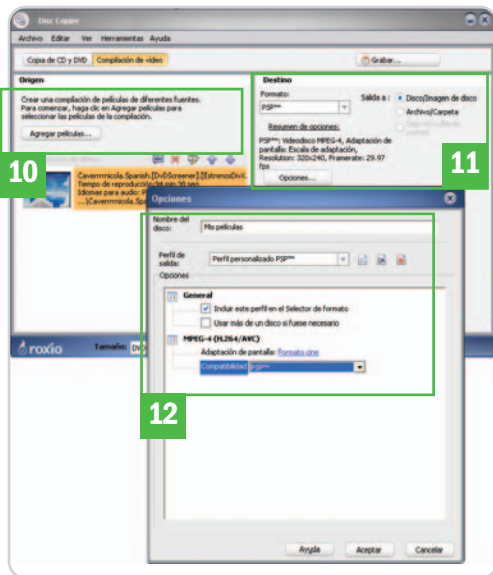 Disc Copier
Archivo Editar Ver Herramientas Ayuda
Copia de CD y DVD Compilación de vídeo
Grabar...
Origen
Crear una compilación de películas de diferentes fuentes.
Para comenzar, haga clic en Agregar películas para
seleccionar las películas de la compilación.
Agregar películas...
10
Destino
Formato:
PSP™
Salida a :
Disco/Imagen de disco
Archivo/Carpeta
Resumen de opciones:
PSP™: Videodisco MPEG-4, Adaptación de
pantalla: Escala de adaptación,
Resolution: 320x240, Framerate: 29.97
fps
Opciones...
11
Cavernmicola.Spanish.[DvDScreener].[EstrenosDivX.
Tiempo de reproducción:
Idiomas para audio:
Opciones
Nombre del
disco:
Mis películas
Perfil de
salida:
Perfil personalizado PSP™
Opciones
General
Incluir este perfil en el Selector de formato
Usar más de un disco si fuese necesario
MPEG-4 (H.264/AVC)
Adaptación de pantalla: Formato cine
Compatibilidad: PSP™
12
roxio
Tamaño:
Ayuda
Aceptar
Cancelar